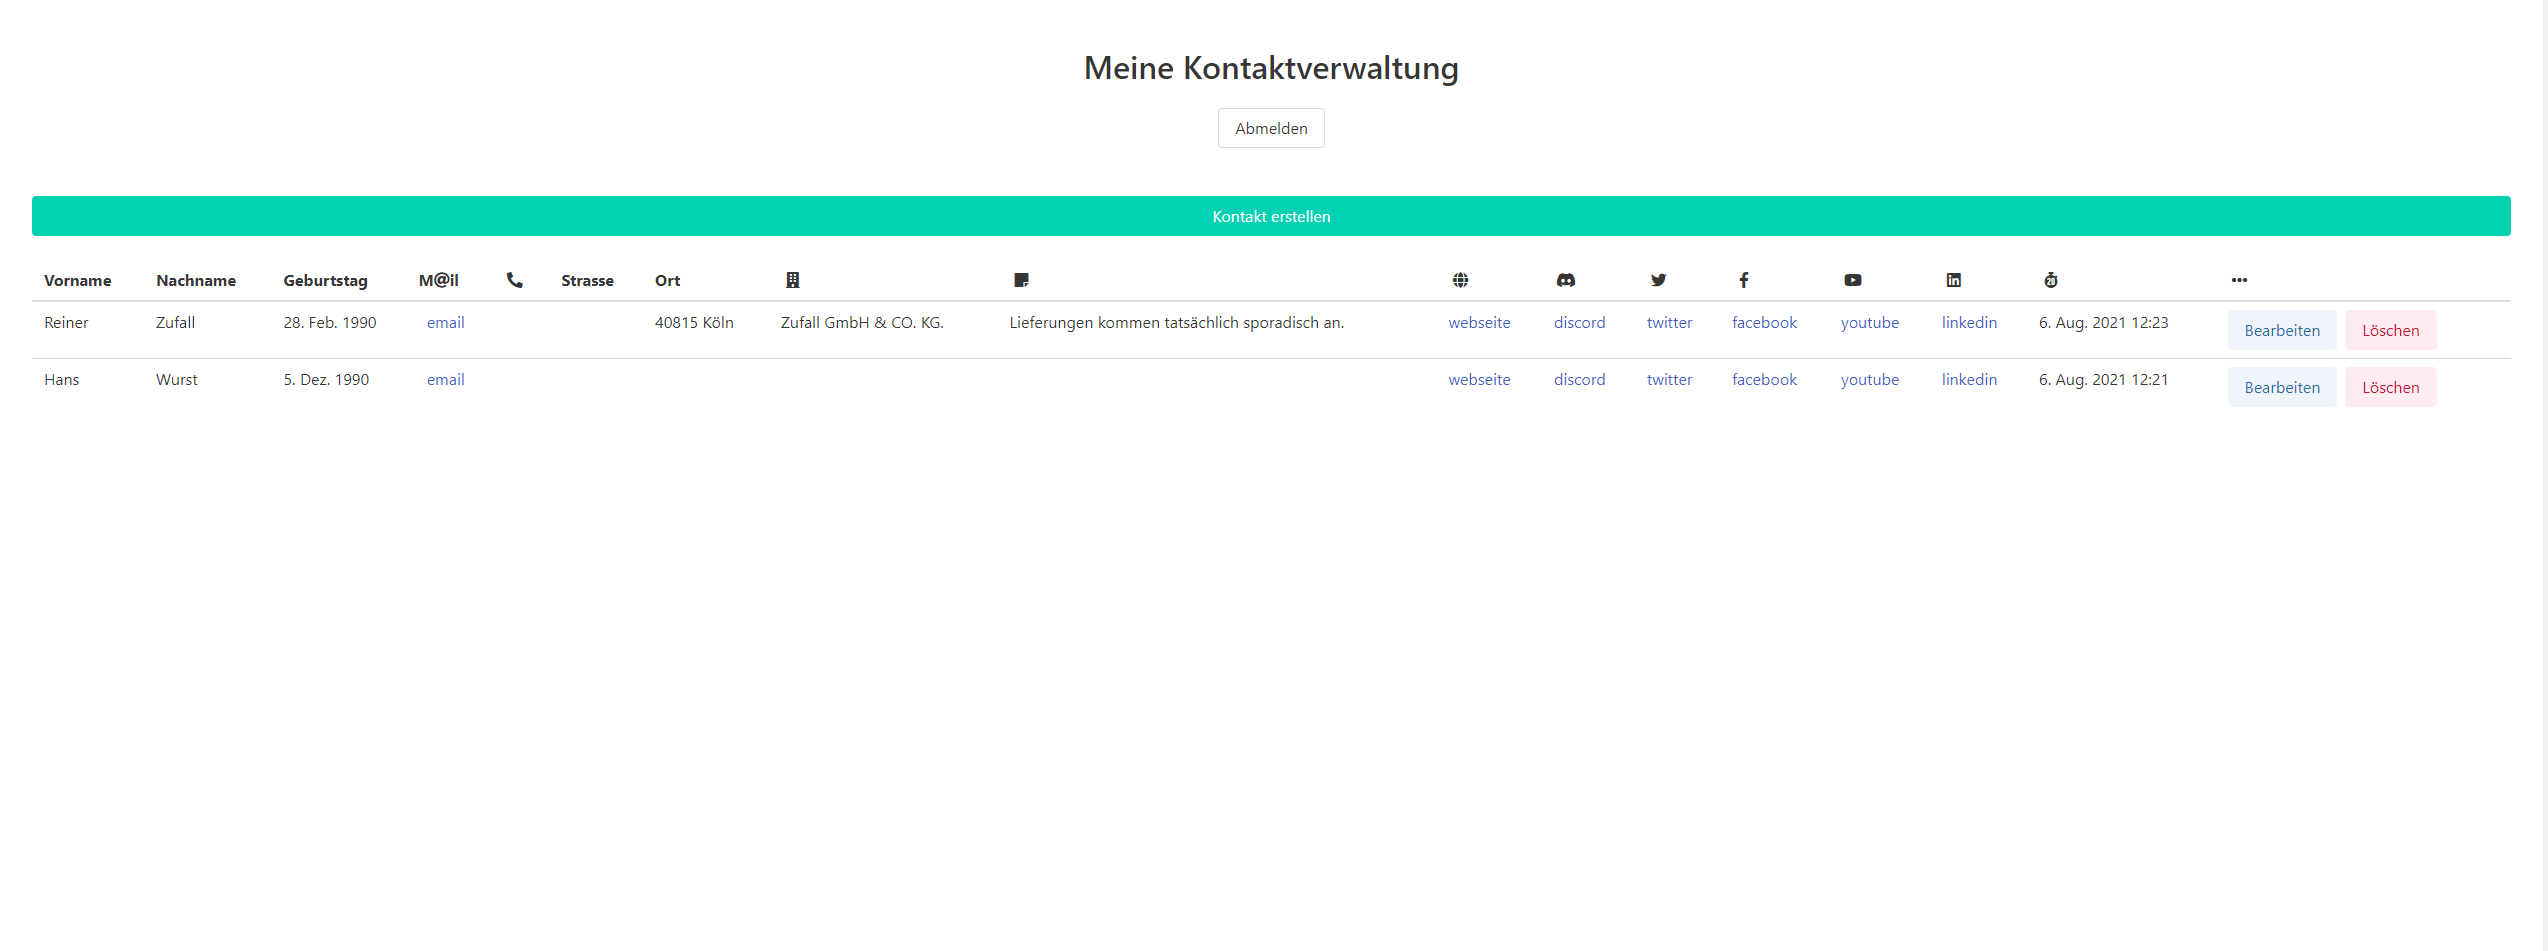 Meine Kontaktverwaltung
Abmelden
Kontakt erstellen
Vorname Nachname Geburtstag M@il Strasse Ort
Reiner Zufall 28. Feb. 1990 email 40815 Köln Zufall GmbH & CO. KG. Lieferungen kommen tatsächlich sporadisch an. webseite discord twitter facebook youtube linkedin 6. Aug. 2021 12:23 Bearbeiten Löschen
Hans Wurst 5. Dez. 1990 email webseite discord twitter facebook youtube linkedin 6. Aug. 2021 12:21 Bearbeiten Löschen